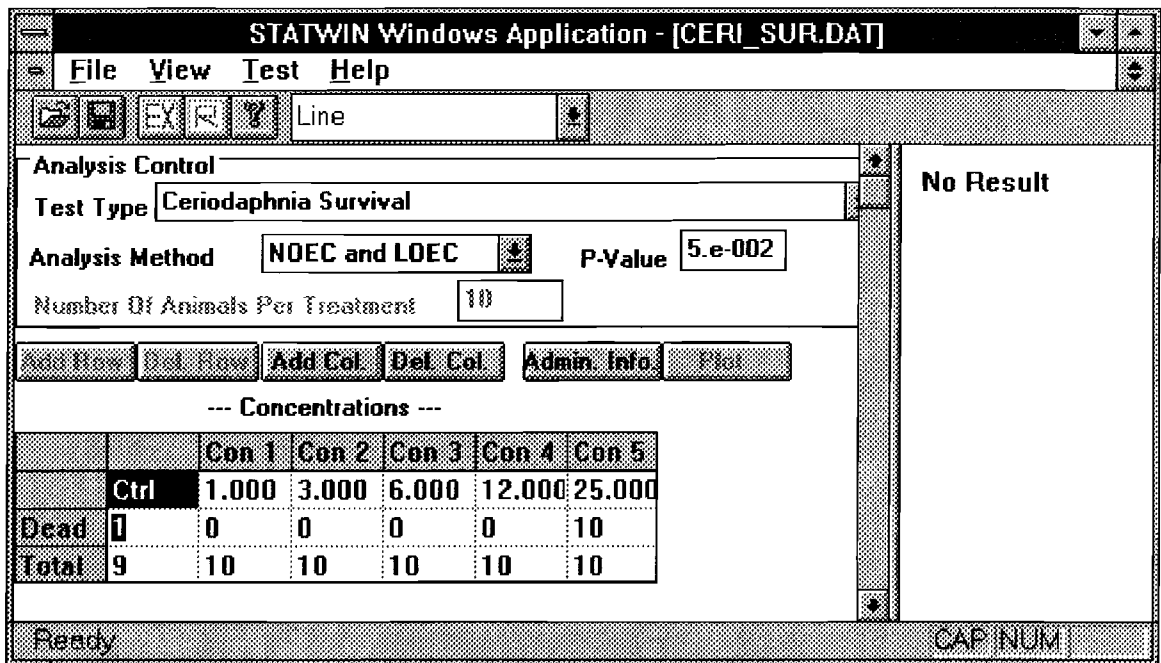 STATWIN Windows Application - [CERI_SUR.DAT]
File View Test Help
EX Line
Analysis Control
Test Type Ceriodaphnia Survival
No Result
Analysis Method NOEC and LOEC P-Value 5.e-002
Number Of Animals Per Treatment 10
Add Row Del. Row Add Col. Del. Col. Admin. Info. Plot
--- Concentrations ---
Con 1 Con 2 Con 3 Con 4 Con 5
Ctrl 1.000 3.000 6.000 12.000 25.000
Dead 1 0 0 0 0 10
Total 9 10 10 10 10 10
Ready CAP NUM